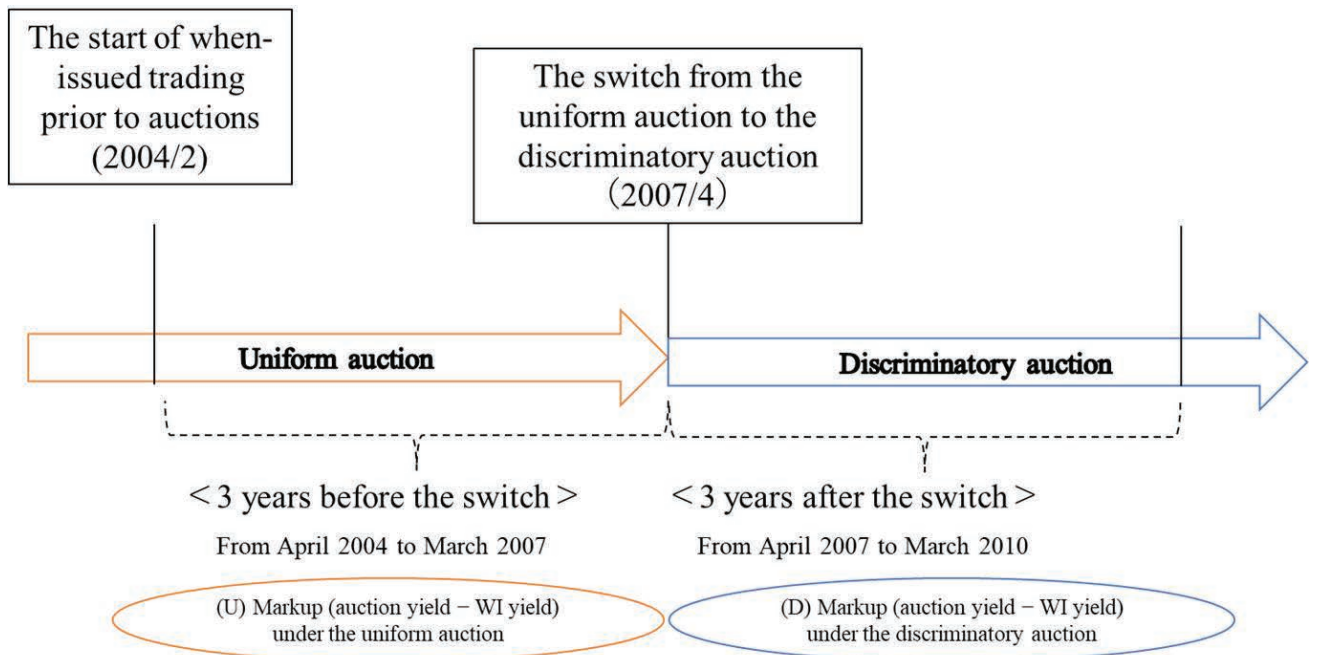 The start of when-
issued trading
prior to auctions
(2004/2)
The switch from the
uniform auction to the
discriminatory auction
（2007/4）
Uniform auction
Discriminatory auction
< 3 years before the switch >
From April 2004 to March 2007
< 3 years after the switch >
From April 2007 to March 2010
(U) Markup (auction yield − WI yield)
under the uniform auction
(D) Markup (auction yield − WI yield)
under the discriminatory auction